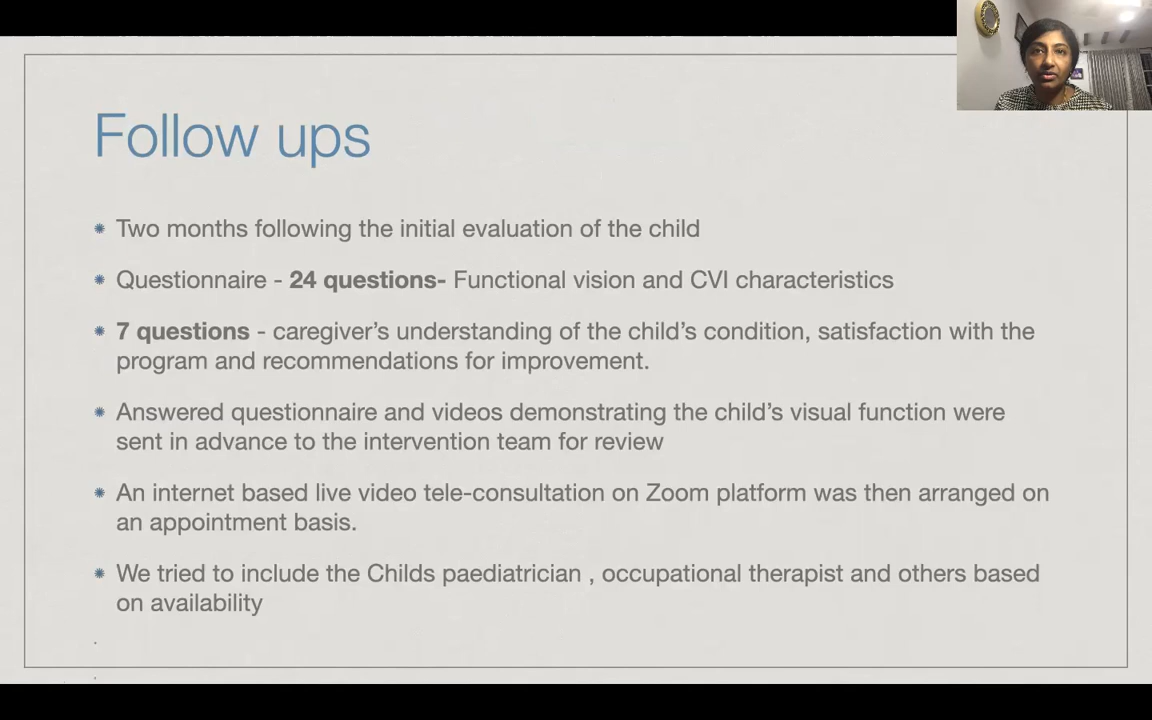 Follow ups
Two months following the initial evaluation of the child
Questionnaire - 24 questions- Functional vision and CVI characteristics
7 questions - caregiver's understanding of the child's condition, satisfaction with the
program and recommendations for improvement.
Answered questionnaire and videos demonstrating the child's visual function were
sent in advance to the intervention team for review
An internet based live video tele-consultation on Zoom platform was then arranged on
an appointment basis.
We tried to include the Childs paediatrician , occupational therapist and others based
on availability